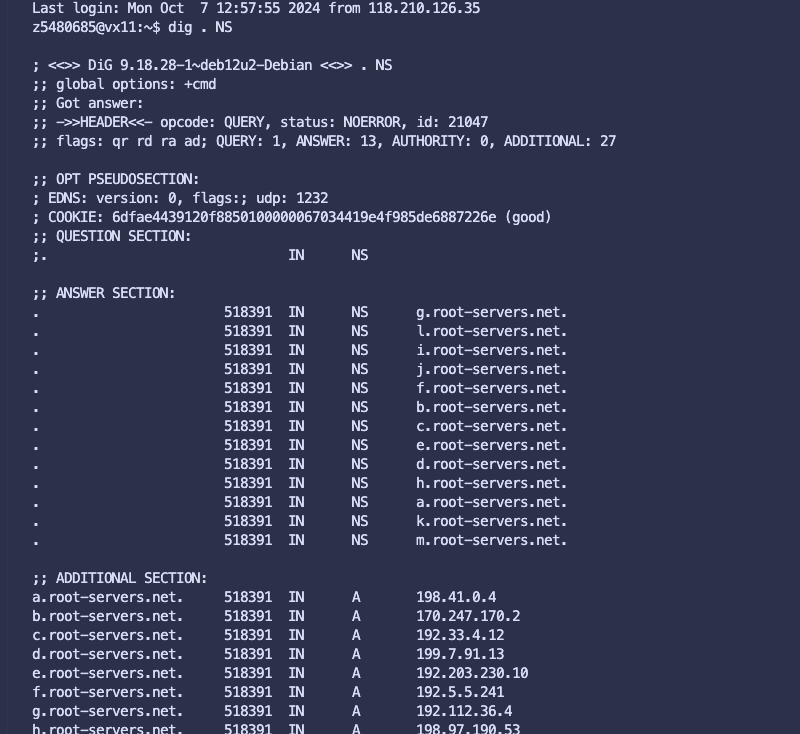 Last login: Mon Oct  7 12:57:55 2024 from 118.210.126.35
z5480685@vx11:~$ dig . NS

; <<>> DiG 9.18.28-1~deb12u2-Debian <<>> . NS
;; global options: +cmd
;; Got answer:
;; ->>HEADER<<- opcode: QUERY, status: NOERROR, id: 21047
;; flags: qr rd ra ad; QUERY: 1, ANSWER: 13, AUTHORITY: 0, ADDITIONAL: 27

;; OPT PSEUDOSECTION:
; EDNS: version: 0, flags:; udp: 1232
; COOKIE: 6dfae4439120f8850100000067034419e4f985de6887226e (good)
;; QUESTION SECTION:
;.                              IN      NS

;; ANSWER SECTION:
.                       518391  IN      NS      g.root-servers.net.
.                       518391  IN      NS      l.root-servers.net.
.                       518391  IN      NS      i.root-servers.net.
.                       518391  IN      NS      j.root-servers.net.
.                       518391  IN      NS      f.root-servers.net.
.                       518391  IN      NS      b.root-servers.net.
.                       518391  IN      NS      c.root-servers.net.
.                       518391  IN      NS      e.root-servers.net.
.                       518391  IN      NS      d.root-servers.net.
.                       518391  IN      NS      h.root-servers.net.
.                       518391  IN      NS      a.root-servers.net.
.                       518391  IN      NS      k.root-servers.net.
.                       518391  IN      NS      m.root-servers.net.

;; ADDITIONAL SECTION:
a.root-servers.net.     518391  IN      A       198.41.0.4
b.root-servers.net.     518391  IN      A       170.247.170.2
c.root-servers.net.     518391  IN      A       192.33.4.12
d.root-servers.net.     518391  IN      A       199.7.91.13
e.root-servers.net.     518391  IN      A       192.203.230.10
f.root-servers.net.     518391  IN      A       192.5.5.241
g.root-servers.net.     518391  IN      A       192.112.36.4
h.root-servers.net.     518391  IN      A       198.97.190.53